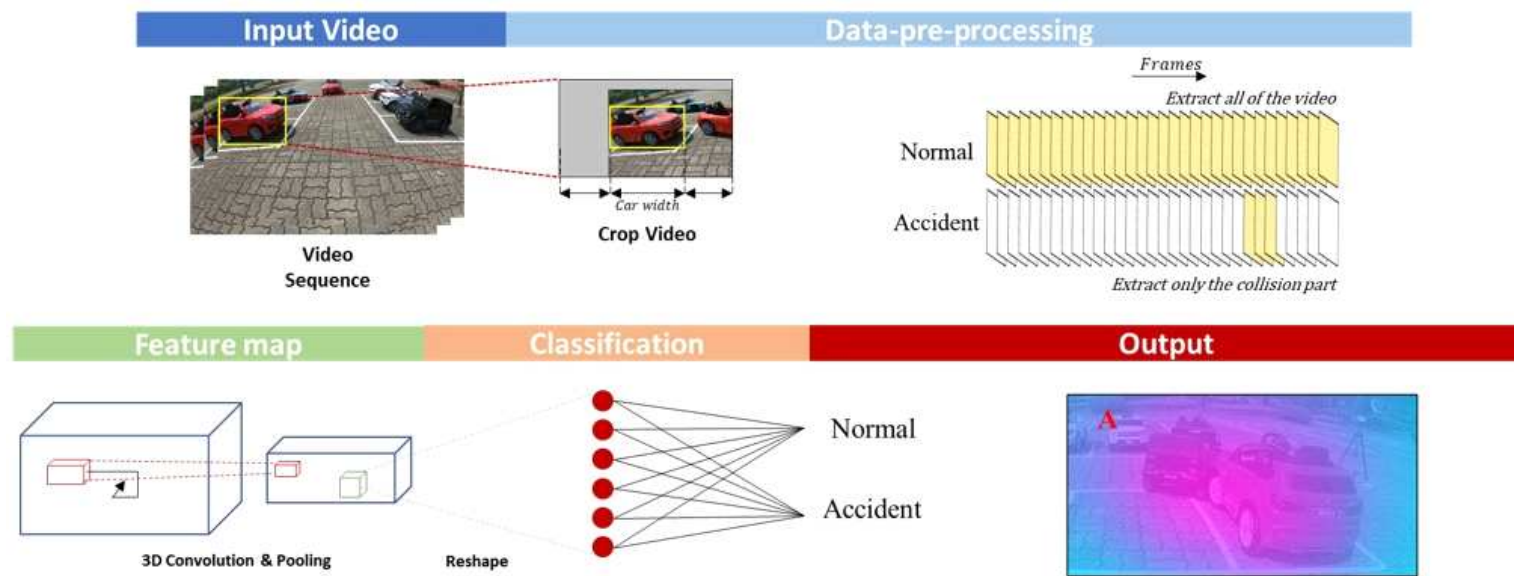 Input Video
Data-pre-processing
Frames
Extract all of the video
Normal
Accident
Extract only the collision part
Car width
Crop Video
Video
Sequence
Feature map
Classification
Output
Normal
Accident
A
3D Convolution & Pooling
Reshape